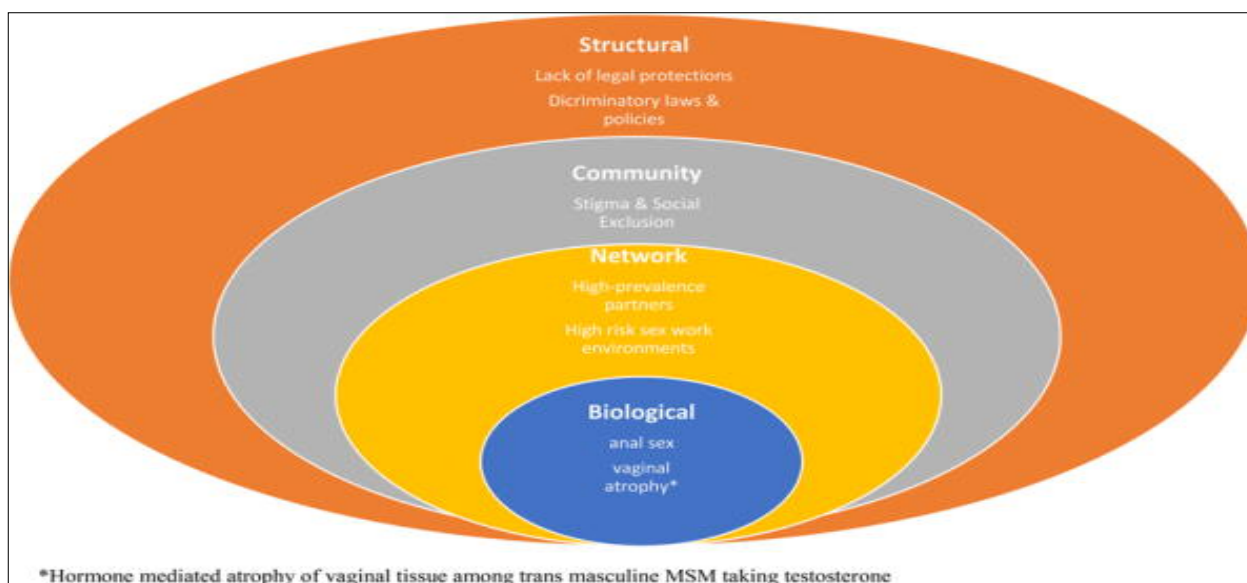 Structural
Lack of legal protections
Dicriminatory laws &
policies
Community
Stigma & Social
Exclusion
Network
High-prevalence
partners
High risk sex work
environments
Biological
anal sex
vaginal
atrophy*
*Hormone mediated atrophy of vaginal tissue among trans masculine MSM taking testosterone